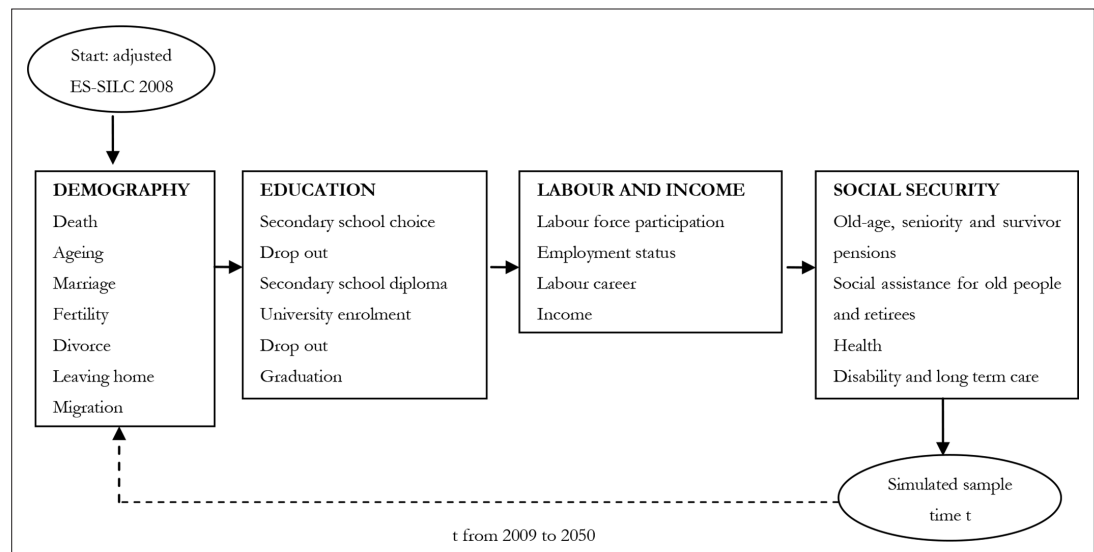 Start: adjusted
ES-SILC 2008
DEMOGRAPHY
Death
Ageing
Marriage
Fertility
Divorce
Leaving home
Migration
EDUCATION
Secondary school choice
Drop out
Secondary school diploma
University enrolment
Drop out
Graduation
LABOUR AND INCOME
Labour force participation
Employment status
Labour career
Income
SOCIAL SECURITY
Old-age, seniority and survivor
pensions
Social assistance for old people
and retirees
Health
Disability and long term care
Simulated sample
time t
t from 2009 to 2050